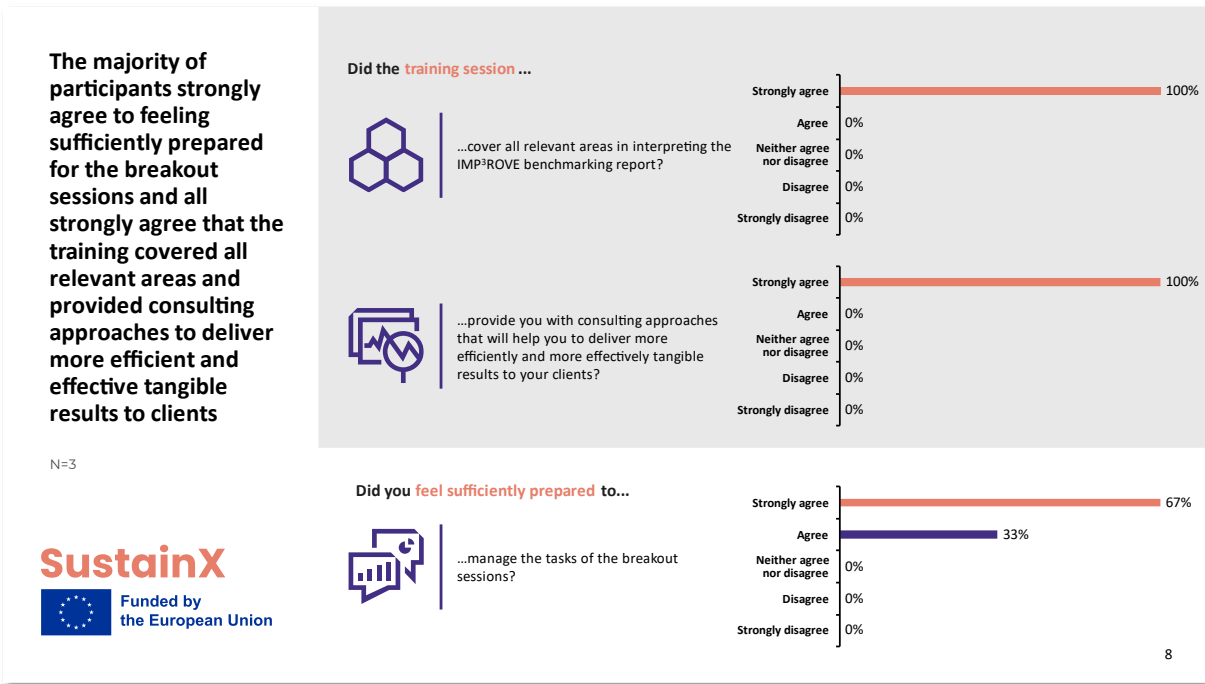 The majority of
participants strongly
agree to feeling
sufficiently prepared
for the breakout
sessions and all
strongly agree that the
training covered all
relevant areas and
provided consulting
approaches to deliver
more efficient and
effective tangible
results to clients
N=3
SustainX
Funded by
the European Union
Did the training session ...
...cover all relevant areas in interpreting the
IMP³ROVE benchmarking report?
Strongly agree 100%
Agree 0%
Neither agree
nor disagree 0%
Disagree 0%
Strongly disagree 0%
...provide you with consulting approaches
that will help you to deliver more
efficiently and more effectively tangible
results to your clients?
Strongly agree 100%
Agree 0%
Neither agree
nor disagree 0%
Disagree 0%
Strongly disagree 0%
Did you feel sufficiently prepared to...
...manage the tasks of the breakout
sessions?
Strongly agree 67%
Agree 33%
Neither agree
nor disagree 0%
Disagree 0%
Strongly disagree 0%
8